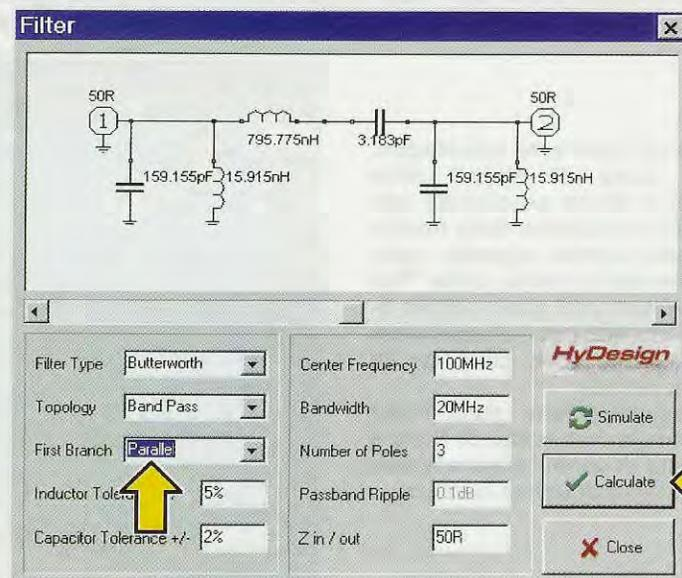 Filter
50R
1
795.775nH
3.183pF
50R
2
159.155pF
15.915nH
159.155pF
15.915nH
Filter Type
Butterworth
Topology
Band Pass
First Branch
Parallel
Inductor
5%
Capacitor Tolerance +/-
2%
Center Frequency
100MHz
Bandwidth
20MHz
Number of Poles
3
Passband Ripple
0.1dB
Z in / out
50R
HyDesign
Simulate
Calculate
Close